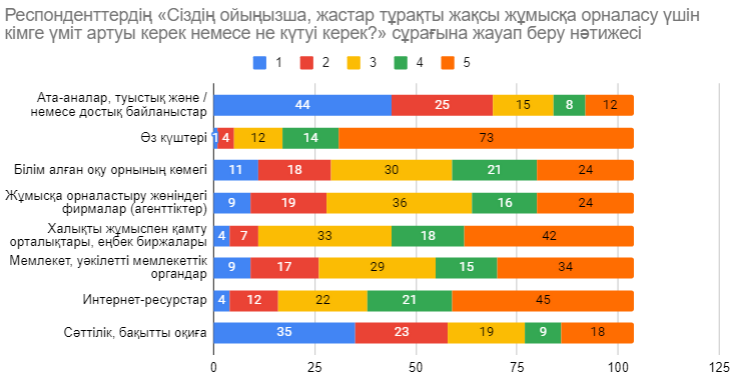 Респонденттердің «Сіздің ойыңызша, жастар тұрақты жақсы жұмысқа орналасу үшін
кімге үміт артуы керек немесе не күтуі керек?» сұрағына жауап беру нәтижесі
1 2 3 4 5
Ата-аналар, туыстық және /
немесе достық байланыстар
44 25 15 8 12
Өз күштері
1 4 12 14 73
Білім алған оқу орнының көмегі
11 18 30 21 24
Жұмысқа орналастыру жөніндегі
фирмалар (агенттіктер)
9 19 36 16 24
Халықты жұмыспен қамту
орталықтары, еңбек биржалары
4 7 33 18 42
Мемлекет, уәкілетті мемлекеттік
органдар
9 17 29 15 34
Интернет-ресурстар
4 12 22 21 45
Сәттілік, бақытты оқиға
35 23 19 9 18
0 25 50 75 100 125